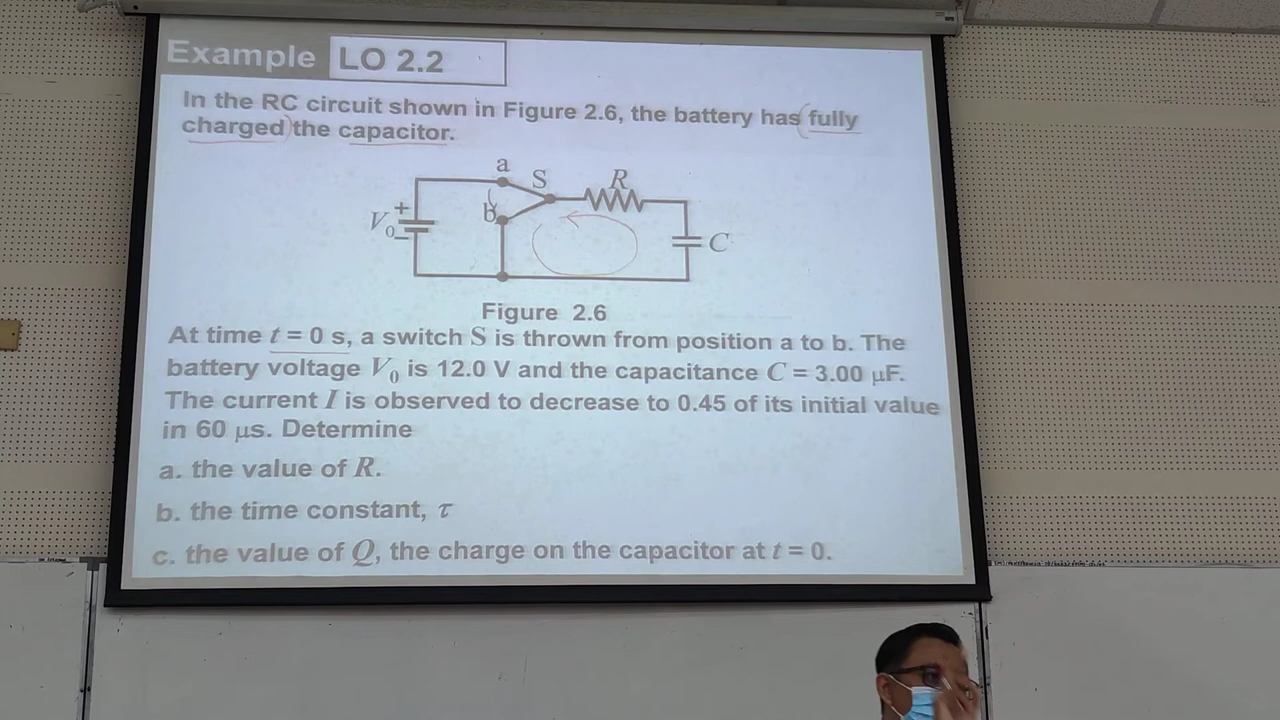 Example LO 2.2
In the RC circuit shown in Figure 2.6, the battery has fully
charged the capacitor.
a
S
R
b
+
V0
–
C
Figure 2.6
At time t = 0 s, a switch S is thrown from position a to b. The
battery voltage V0 is 12.0 V and the capacitance C = 3.00 μF.
The current I is observed to decrease to 0.45 of its initial value
in 60 μs. Determine
a. the value of R.
b. the time constant, τ
c. the value of Q, the charge on the capacitor at t = 0.